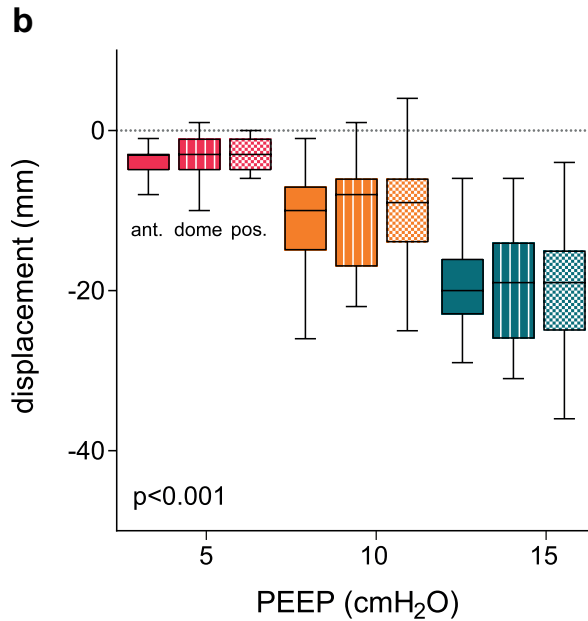 b
displacement (mm)
0
-20
-40
ant. dome pos.
p<0.001
5 10 15
PEEP (cmH₂O)